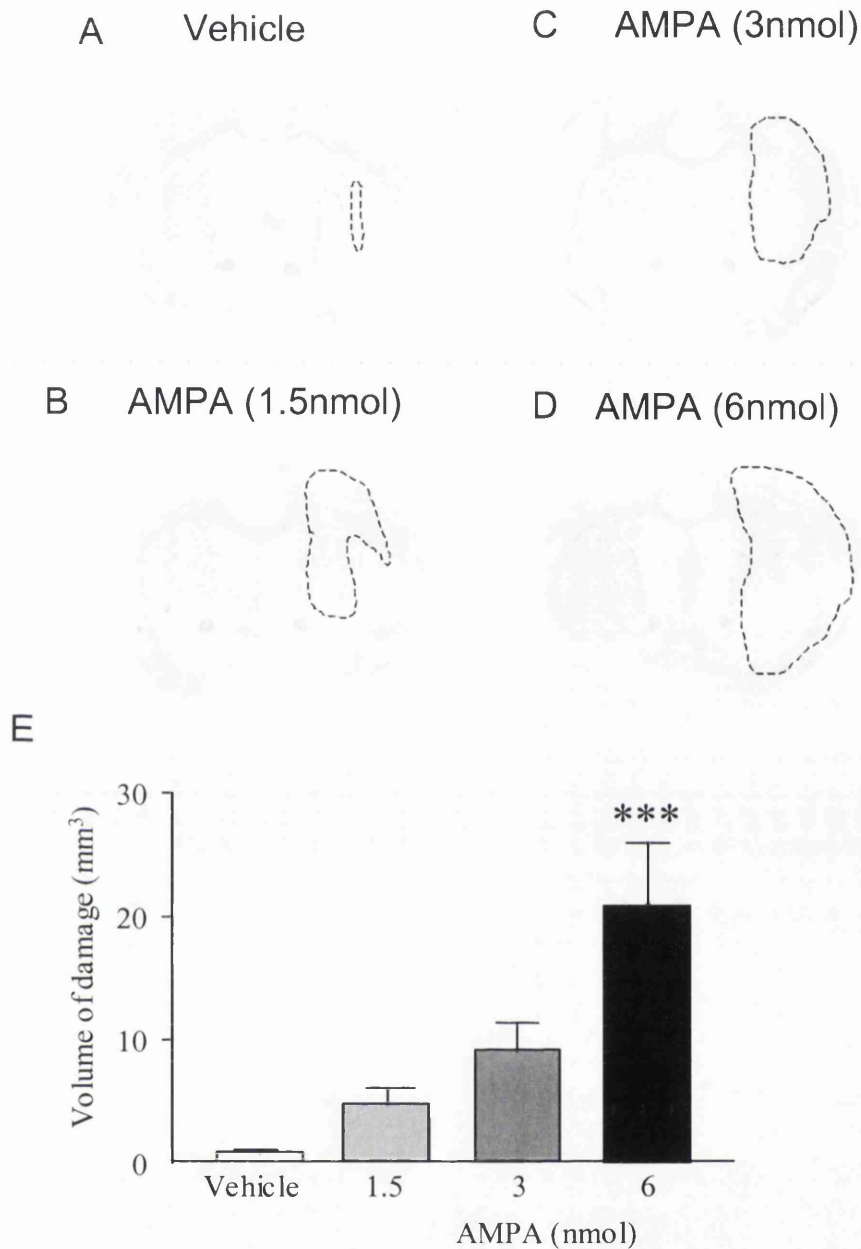 A Vehicle
C AMPA (3nmol)
B AMPA (1.5nmol)
D AMPA (6nmol)
E
Volume of damage (mm³)
30
20
10
0
***
Vehicle 1.5 3 6
AMPA (nmol)